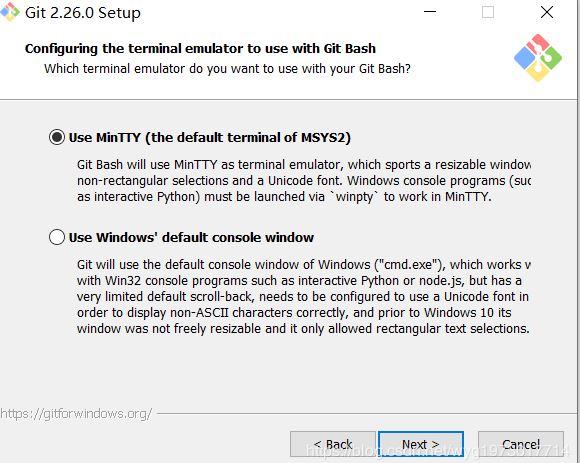 Git 2.26.0 Setup
Configuring the terminal emulator to use with Git Bash
Which terminal emulator do you want to use with your Git Bash?
Use MinTTY (the default terminal of MSYS2)
Git Bash will use MinTTY as terminal emulator, which sports a resizable window
non-rectangular selections and a Unicode font. Windows console programs (suc
as interactive Python) must be launched via `winpty` to work in MinTTY.
Use Windows' default console window
Git will use the default console window of Windows ("cmd.exe"), which works w
with Win32 console programs such as interactive Python or node.js, but has a
very limited default scroll-back, needs to be configured to use a Unicode font in
order to display non-ASCII characters correctly, and prior to Windows 10 its
window was not freely resizable and it only allowed rectangular text selections.
https://gitforwindows.org/
< Back Next > Cancel